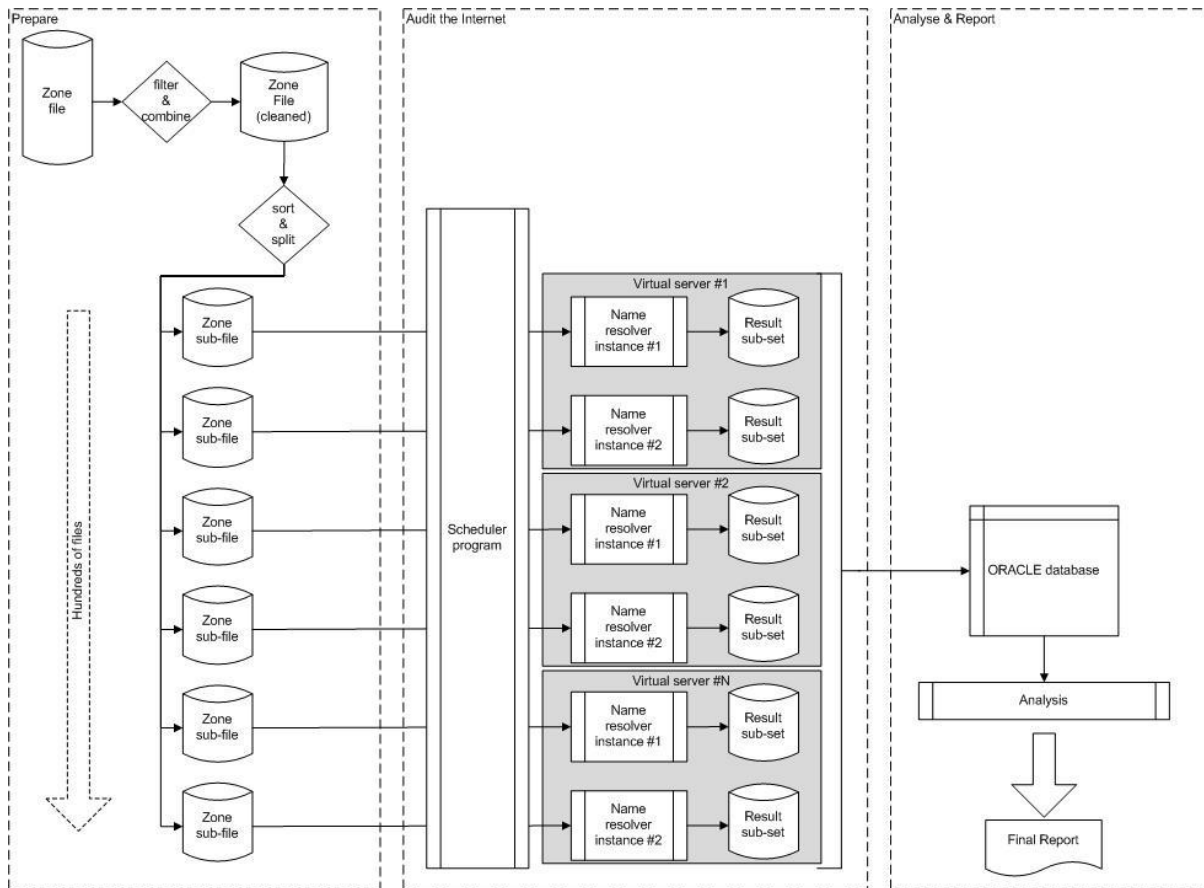 Prepare
Zone
file
filter
&
combine
Zone
File
(cleaned)
sort
&
split
Hundreds of files
Zone
sub-file
Zone
sub-file
Zone
sub-file
Zone
sub-file
Zone
sub-file
Zone
sub-file
Audit the Internet
Scheduler
program
Virtual server #1
Name
resolver
instance #1
Result
sub-set
Name
resolver
instance #2
Result
sub-set
Virtual server #2
Name
resolver
instance #1
Result
sub-set
Name
resolver
instance #2
Result
sub-set
Virtual server #N
Name
resolver
instance #1
Result
sub-set
Name
resolver
instance #2
Result
sub-set
Analyse & Report
ORACLE database
Analysis
Final Report